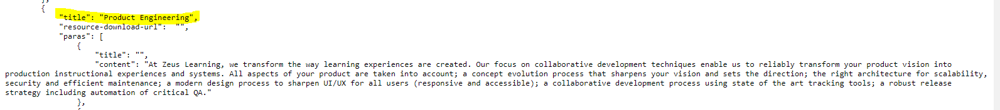 {
"title": "Product Engineering",
"resource-download-url":  "",
"paras": [
{
"title": "",
"content": "At Zeus Learning, we transform the way learning experiences are created. Our focus on collaborative development techniques enable us to reliably transform your product vision into
production instructional experiences and systems. All aspects of your product are taken into account; a concept evolution process that sharpens your vision and sets the direction; the right architecture for scalability,
security and efficient maintenance; a modern design process to sharpen UI/UX for all users (responsive and accessible); a collaborative development process using state of the art tracking tools; a robust release
strategy including automation of critical QA."
},